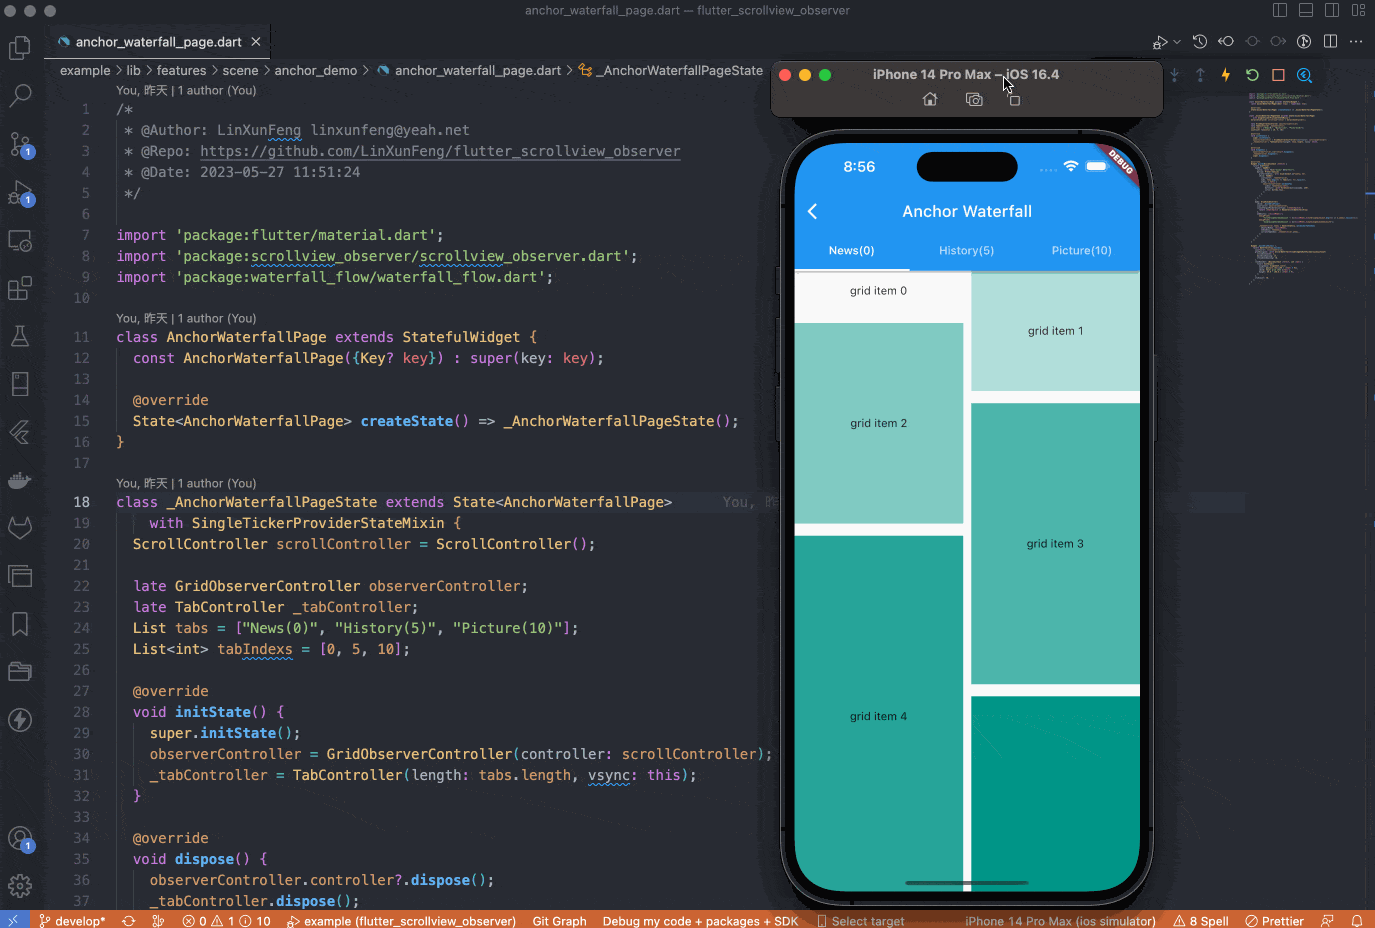 anchor_waterfall_page.dart — flutter_scrollview_observer
anchor_waterfall_page.dart
example > lib > features > scene > anchor_demo > anchor_waterfall_page.dart > _AnchorWaterfallPageState
You, 昨天 | 1 author (You)
1 /*
2 * @Author: LinXunFeng linxunfeng@yeah.net
3 * @Repo: https://github.com/LinXunFeng/flutter_scrollview_observer
4 * @Date: 2023-05-27 11:51:24
5 */
6
7 import 'package:flutter/material.dart';
8 import 'package:scrollview_observer/scrollview_observer.dart';
9 import 'package:waterfall_flow/waterfall_flow.dart';
10
You, 昨天 | 1 author (You)
11 class AnchorWaterfallPage extends StatefulWidget {
12 const AnchorWaterfallPage({Key? key}) : super(key: key);
13
14 @override
15 State<AnchorWaterfallPage> createState() => _AnchorWaterfallPageState();
16 }
17
You, 昨天 | 1 author (You)
18 class _AnchorWaterfallPageState extends State<AnchorWaterfallPage> You,
19 with SingleTickerProviderStateMixin {
20 ScrollController scrollController = ScrollController();
21
22 late GridObserverController observerController;
23 late TabController _tabController;
24 List tabs = ["News(0)", "History(5)", "Picture(10)"];
25 List<int> tabIndexs = [0, 5, 10];
26
27 @override
28 void initState() {
29 super.initState();
30 observerController = GridObserverController(controller: scrollController);
31 _tabController = TabController(length: tabs.length, vsync: this);
32 }
33
34 @override
35 void dispose() {
36 observerController.controller?.dispose();
37 _tabController.dispose();
iPhone 14 Pro Max – iOS 16.4
8:56
DEBUG
Anchor Waterfall
News(0) History(5) Picture(10)
grid item 0
grid item 1
grid item 2
grid item 3
grid item 4
1
1
1
develop* 0 1 10 example (flutter_scrollview_observer) Git Graph Debug my code + packages + SDK Select target iPhone 14 Pro Max (ios simulator) 8 Spell Prettier